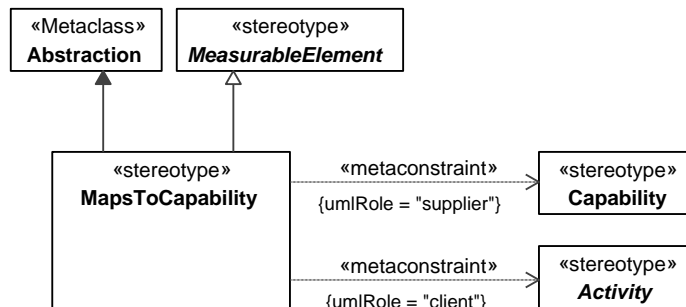 «Metaclass»
Abstraction
«stereotype»
MeasurableElement
«stereotype»
MapsToCapability
«metaconstraint»
{umlRole = "supplier"}
«stereotype»
Capability
«metaconstraint»
{umlRole = "client"}
«stereotype»
Activity